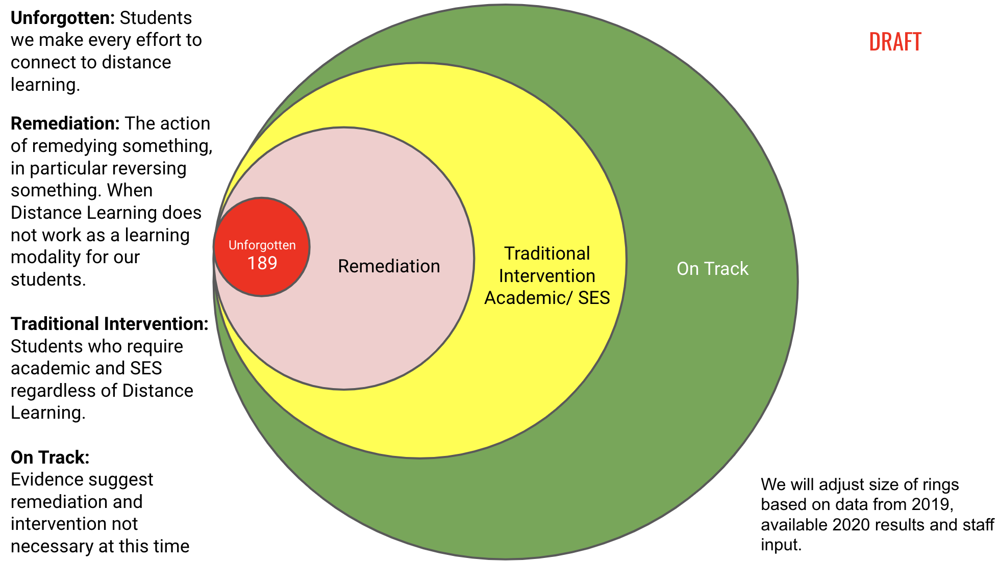 Unforgotten: Students
we make every effort to
connect to distance
learning.
Remediation: The action
of remedying something,
in particular reversing
something. When
Distance Learning does
not work as a learning
modality for our
students.
Traditional Intervention:
Students who require
academic and SES
regardless of Distance
Learning.
On Track:
Evidence suggest
remediation and
intervention not
necessary at this time
Unforgotten
189
Remediation
Traditional
Intervention
Academic/ SES
On Track
DRAFT
We will adjust size of rings
based on data from 2019,
available 2020 results and staff
input.